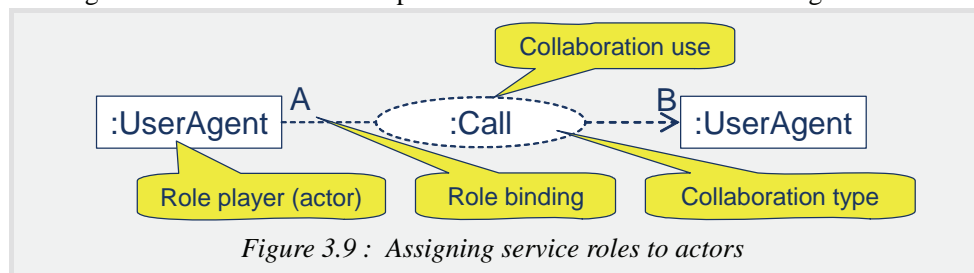 Collaboration use
A
B
:UserAgent
:Call
:UserAgent
Role player (actor)
Role binding
Collaboration type
Figure 3.9 : Assigning service roles to actors